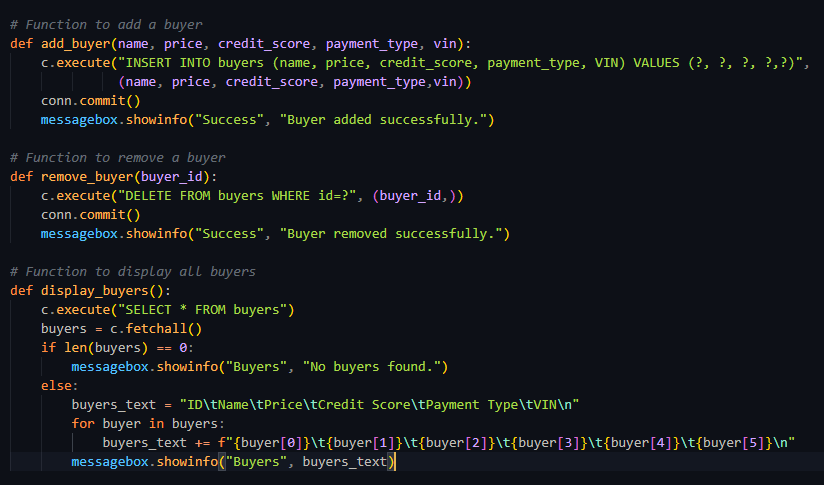 # Function to add a buyer
def add_buyer(name, price, credit_score, payment_type, vin):
    c.execute("INSERT INTO buyers (name, price, credit_score, payment_type, VIN) VALUES (?, ?, ?, ?,?)",
              (name, price, credit_score, payment_type,vin))
    conn.commit()
    messagebox.showinfo("Success", "Buyer added successfully.")
# Function to remove a buyer
def remove_buyer(buyer_id):
    c.execute("DELETE FROM buyers WHERE id=?", (buyer_id,))
    conn.commit()
    messagebox.showinfo("Success", "Buyer removed successfully.")
# Function to display all buyers
def display_buyers():
    c.execute("SELECT * FROM buyers")
    buyers = c.fetchall()
    if len(buyers) == 0:
        messagebox.showinfo("Buyers", "No buyers found.")
    else:
        buyers_text = "ID\tName\tPrice\tCredit Score\tPayment Type\tVIN\n"
        for buyer in buyers:
            buyers_text += f"{buyer[0]}\t{buyer[1]}\t{buyer[2]}\t{buyer[3]}\t{buyer[4]}\t{buyer[5]}\n"
        messagebox.showinfo("Buyers", buyers_text)